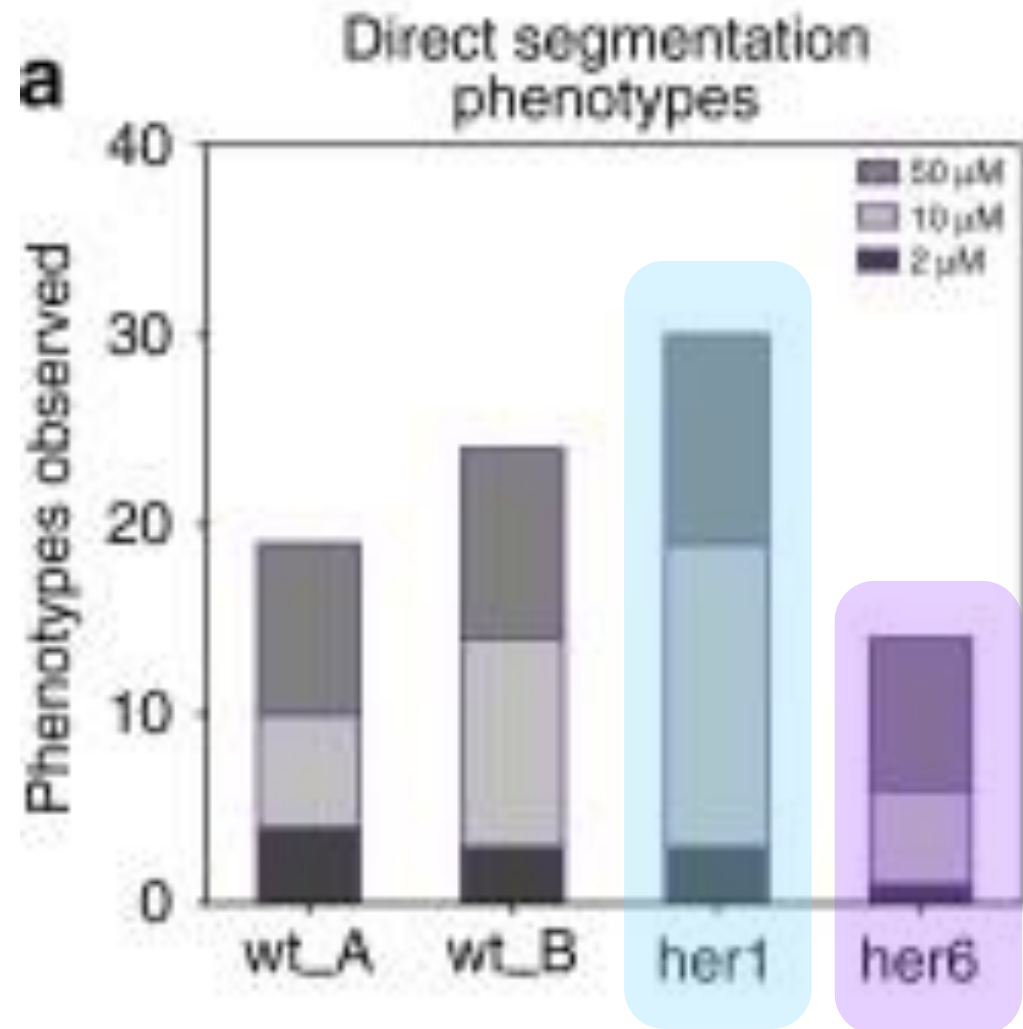 a
Direct segmentation
phenotypes
Phenotypes observed
40
30
20
10
0
50 µM
10 µM
2 µM
wt_A
wt_B
her1
her6